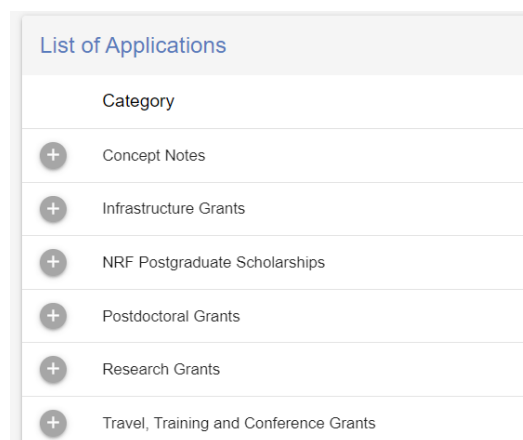 List of Applications
Category
Concept Notes
Infrastructure Grants
NRF Postgraduate Scholarships
Postdoctoral Grants
Research Grants
Travel, Training and Conference Grants